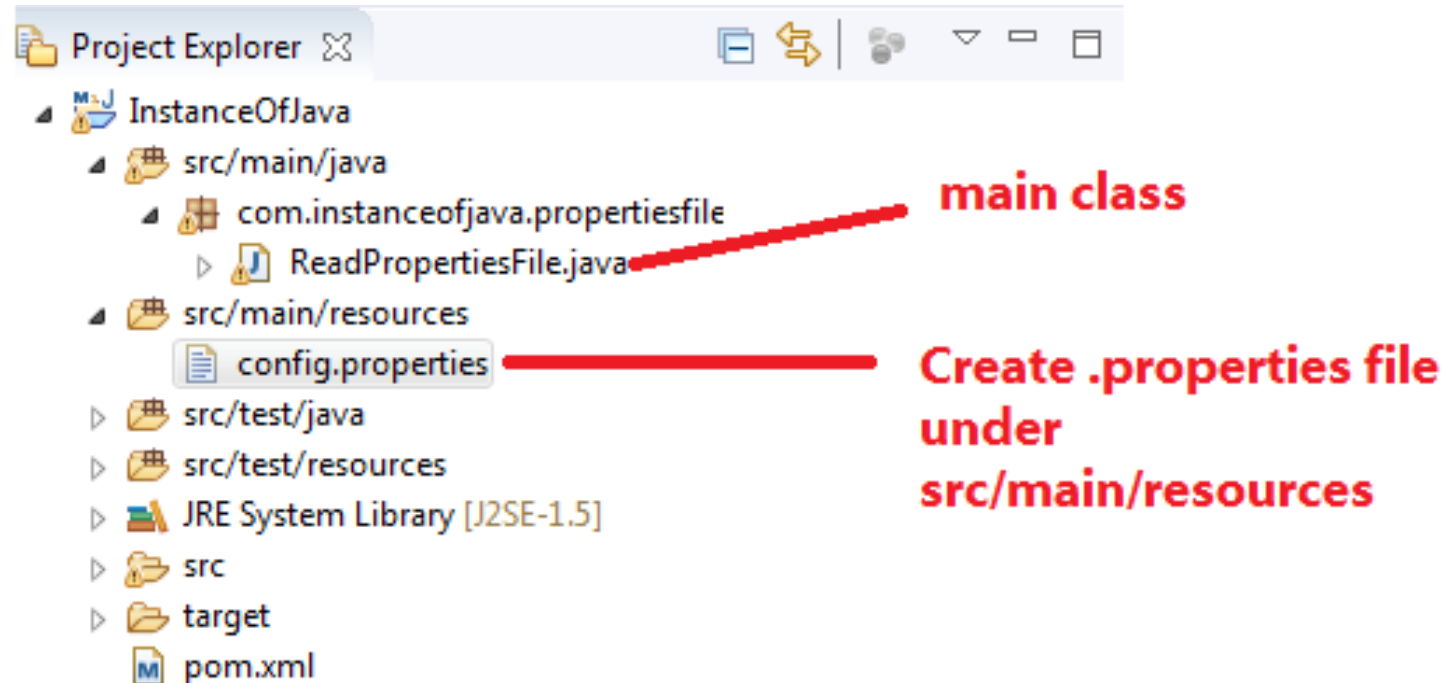 Project Explorer
InstanceOfJava
src/main/java
com.instanceofjava.propertiesfile
main class
ReadPropertiesFile.java
src/main/resources
config.properties
Create .properties file
under
src/main/resources
src/test/java
src/test/resources
JRE System Library [J2SE-1.5]
src
target
pom.xml